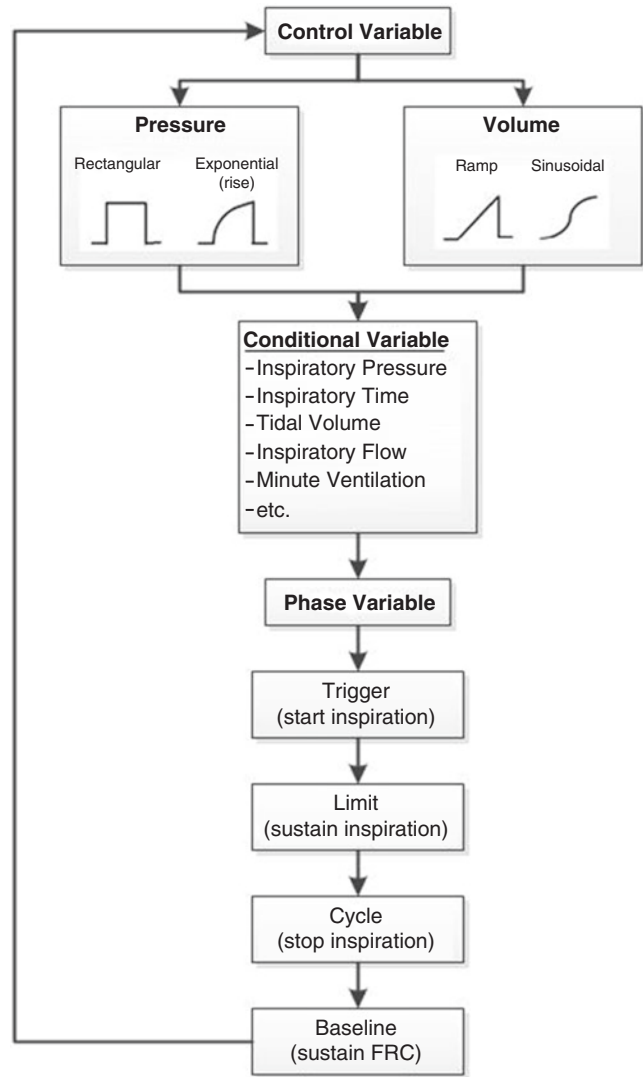 Control Variable
Pressure
Rectangular
Exponential
(rise)
Volume
Ramp
Sinusoidal
Conditional Variable
-Inspiratory Pressure
-Inspiratory Time
-Tidal Volume
-Inspiratory Flow
-Minute Ventilation
-etc.
Phase Variable
Trigger
(start inspiration)
Limit
(sustain inspiration)
Cycle
(stop inspiration)
Baseline
(sustain FRC)